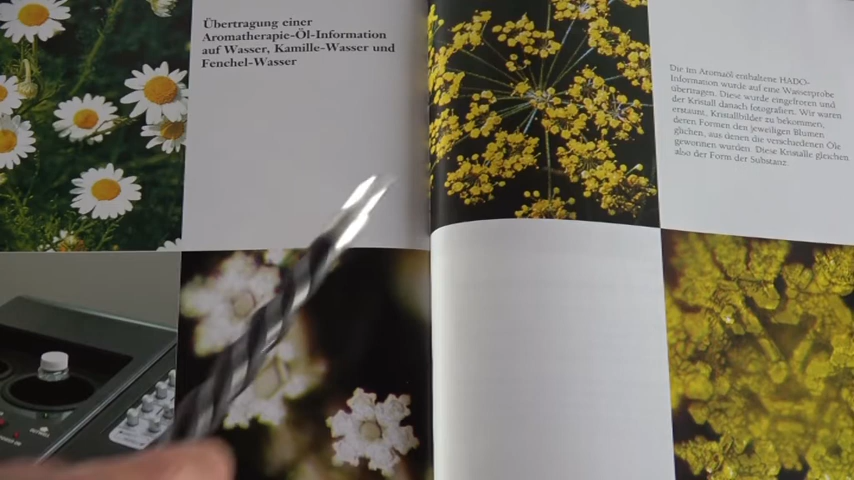 Übertragung einer
Aromatherapie-Öl-Information
auf Wasser, Kamille-Wasser und
Fenchel-Wasser
Die im Aromaöl enthaltene HADO-
Information wurde auf eine Wasserprobe
übertragen. Diese wurde eingefroren und
der Kristall danach fotografiert. Wir waren
erstaunt, Kristallbilder zu bekommen,
deren Formen den jeweiligen Blumen
glichen, aus denen die verschiedenen Öle
gewonnen wurden. Diese Kristalle gleichen
also der Form der Substanz.